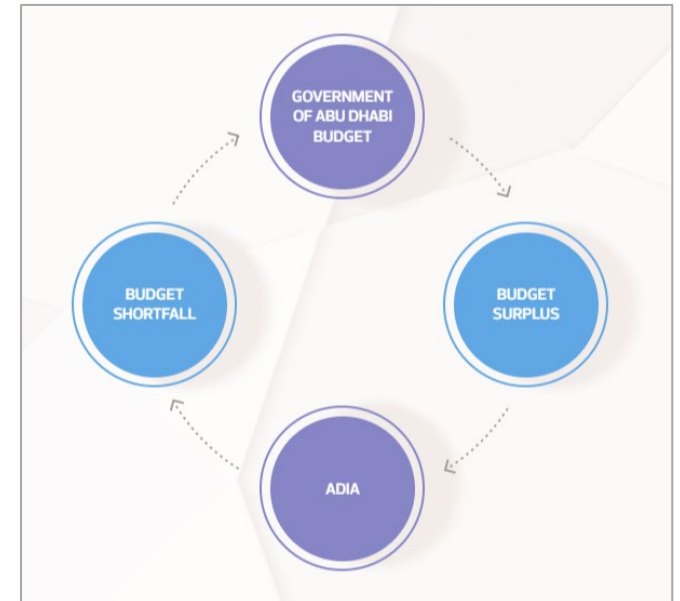 GOVERNMENT
OF ABU DHABI
BUDGET
BUDGET
SHORTFALL
BUDGET
SURPLUS
ADIA